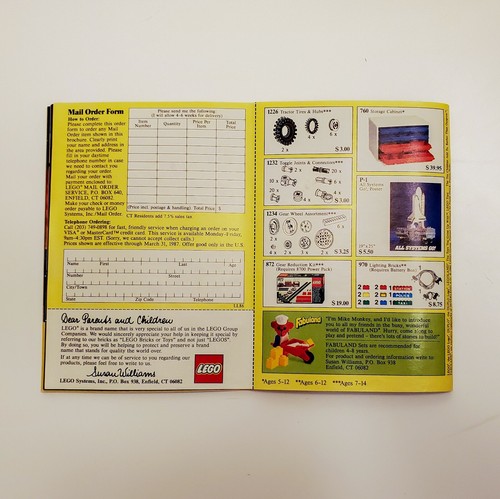 Mail Order Form
How to Order:
Please complete this order
form to order any Mail
Order item shown in this
brochure. Clearly print
your name and address in
the area provided. Please
fill in your daytime
telephone number in case
we need to contact you
regarding your order.
Mail your order with
payment enclosed to
LEGO MAIL ORDER
SERVICE, P.O. BOX 640,
ENFIELD, CT 06082
Make your check or money
order payable to LEGO
Systems, Inc./Mail Order.
Please send me the following.
(I will allow 4-6 weeks for delivery)
Item Number
Quantity
Price Per Item
Total Price
(Price incl. postage & handling) Total Price $
CT Residents add 7.5% sales tax
Telephone Ordering:
Call (203) 749-0898 for fast, friendly service when charging an order on your
VISA® or MasterCard™ credit card. This service is available Monday-Friday,
9am-4:30pm EST. (Sorry, we cannot accept collect calls.)
Prices shown are effective through March 31, 1987. Offer good only in the U.S.
Name
First
Last
Age
Number
Street
City/Town
State
Zip Code
Telephone
Dear Parents and Children
LEGO® is a brand name that is very special to all of us in the LEGO Group
Companies. We would sincerely appreciate your help in keeping it special by
referring to our bricks as "LEGO Bricks or Toys" and not just "LEGOS".
By doing so, you will be helping to protect and preserve a brand
name that stands for quality the world over.
If at any time we can be of service to you regarding our
products, please feel free to write to us.
Susan Williams
LEGO Systems, Inc., P.O. Box 938, Enfield, CT 06082
LEGO
1226 Tractor Tires & Hubs***
2x
4x
6x
$ 3.00
1232 Toggle Joints & Connectors***
$ 3.00
1234 Gear Wheel Assortment***
$ 3.25
872 Gear Reduction Kit***
(Requires 8700 Power Pack)
$ 19.00
760 Storage Cabinet*
$ 39.95
P-1
All Systems
Go!, Poster
ALL SYSTEMS GO!
$ 5.50
970 Lighting Bricks**
(Requires Battery Box)
$ 8.75
Fabuland
"I'm Mike Monkey, and I'd like to introduce
you to all my friends in the busy, wonderful
world of FABULAND! Hurry, come along to
play and pretend - there's lots of stories to build!"
FABULAND Sets are recommended for
children 4-8 years.
For product and ordering information write to
Susan Williams, P.O. Box 938
Enfield, CT 06082
*Ages 5-12 **Ages 6-12 ***Ages 7-14